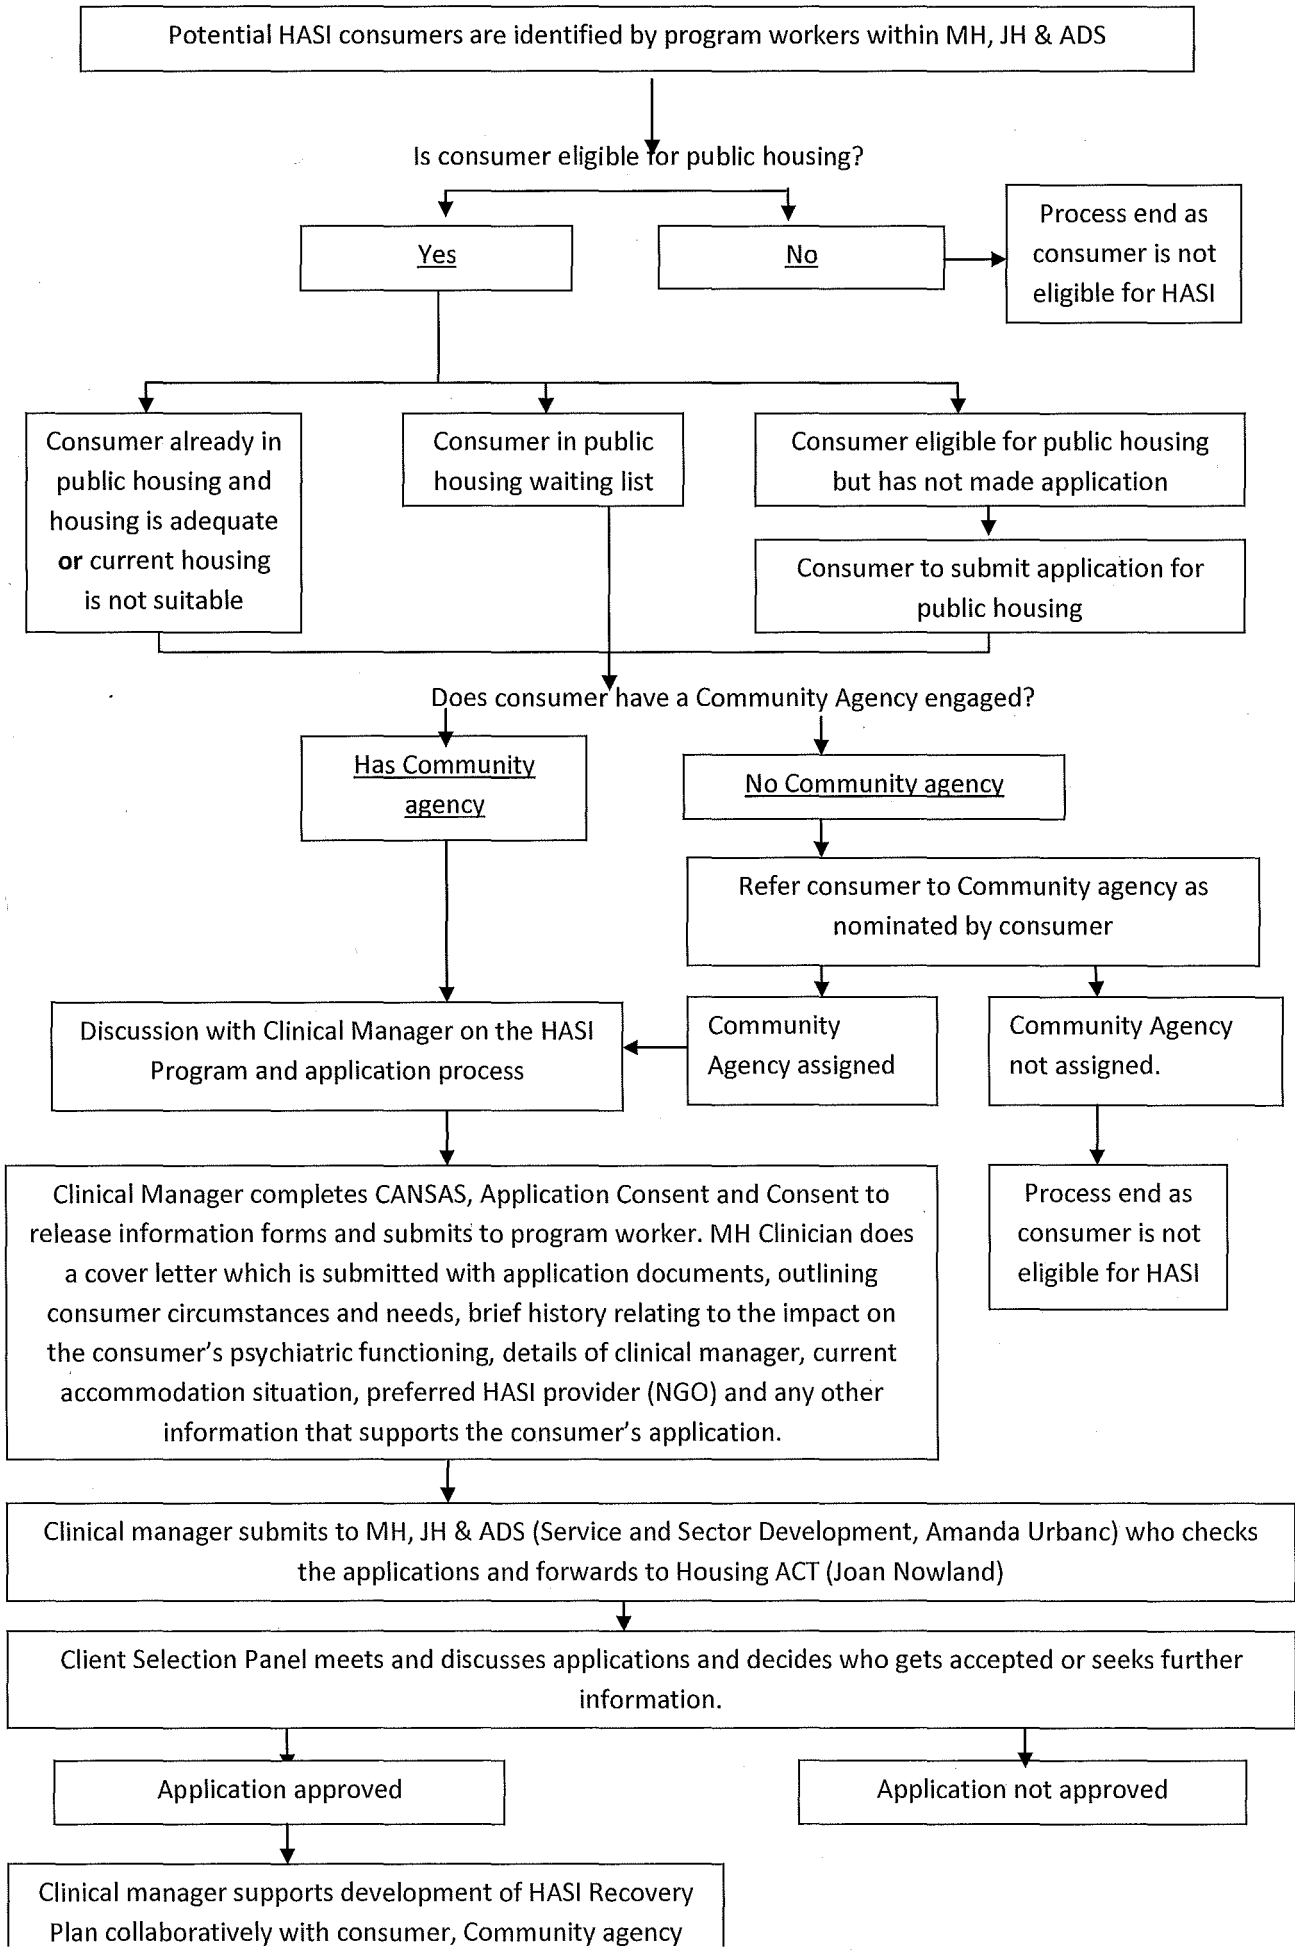 Potential HASI consumers are identified by program workers within MH, JH & ADS
Is consumer eligible for public housing?
Yes
No
Process end as
consumer is not
eligible for HASI
Consumer already in
public housing and
housing is adequate
or current housing
is not suitable
Consumer in public
housing waiting list
Consumer eligible for public housing
but has not made application
Consumer to submit application for
public housing
Does consumer have a Community Agency engaged?
Has Community
agency
No Community agency
Refer consumer to Community agency as
nominated by consumer
Discussion with Clinical Manager on the HASI
Program and application process
Community
Agency assigned
Community Agency
not assigned.
Clinical Manager completes CANSAS, Application Consent and Consent to
release information forms and submits to program worker. MH Clinician does
a cover letter which is submitted with application documents, outlining
consumer circumstances and needs, brief history relating to the impact on
the consumer's psychiatric functioning, details of clinical manager, current
accommodation situation, preferred HASI provider (NGO) and any other
information that supports the consumer's application.
Process end as
consumer is not
eligible for HASI
Clinical manager submits to MH, JH & ADS (Service and Sector Development, Amanda Urbanc) who checks
the applications and forwards to Housing ACT (Joan Nowland)
Client Selection Panel meets and discusses applications and decides who gets accepted or seeks further
information.
Application approved
Application not approved
Clinical manager supports development of HASI Recovery
Plan collaboratively with consumer, Community agency